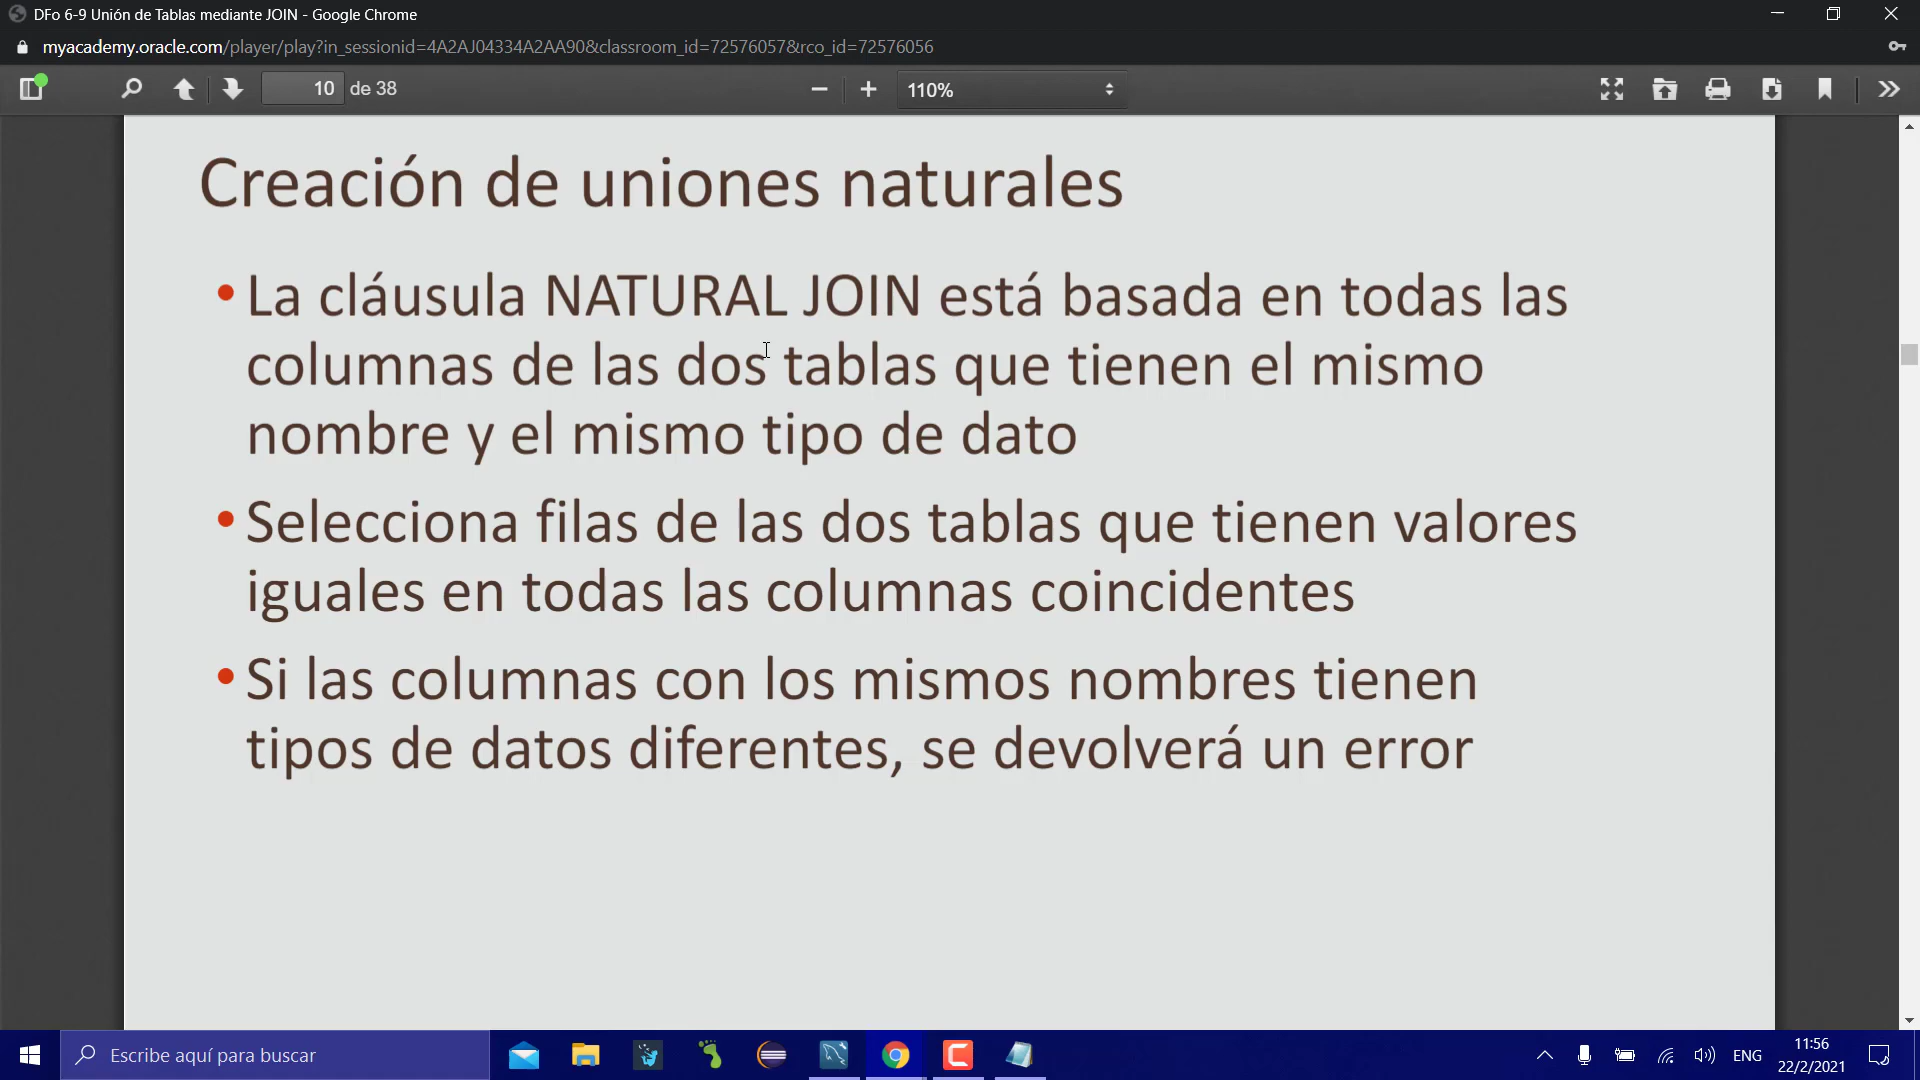 DFo 6-9 Unión de Tablas mediante JOIN - Google Chrome
myacademy.oracle.com/player/play?in_sessionid=4A2AJ04334A2AA90&classroom_id=72576057&rco_id=72576056
10 de 38
110%
Creación de uniones naturales
• La cláusula NATURAL JOIN está basada en todas las
columnas de las dos tablas que tienen el mismo
nombre y el mismo tipo de dato
• Selecciona filas de las dos tablas que tienen valores
iguales en todas las columnas coincidentes
• Si las columnas con los mismos nombres tienen
tipos de datos diferentes, se devolverá un error
Escribe aquí para buscar
ENG
11:56
22/2/2021